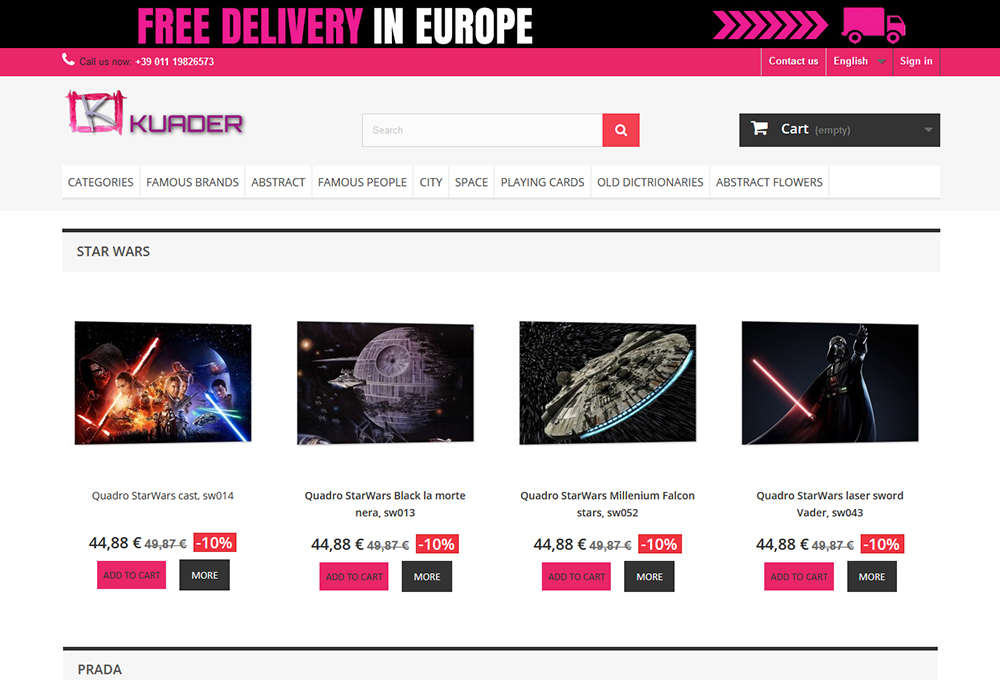 FREE DELIVERY IN EUROPE
Call us now: +39 011 19826573
Contact us
English
Sign in
KUADER
Search
Cart (empty)
CATEGORIES
FAMOUS BRANDS
ABSTRACT
FAMOUS PEOPLE
CITY
SPACE
PLAYING CARDS
OLD DICTRIONARIES
ABSTRACT FLOWERS
STAR WARS
Quadro StarWars cast, sw014
44,88 € 49,87 € -10%
ADD TO CART
MORE
Quadro StarWars Black la morte
nera, sw013
44,88 € 49,87 € -10%
ADD TO CART
MORE
Quadro StarWars Millenium Falcon
stars, sw052
44,88 € 49,87 € -10%
ADD TO CART
MORE
Quadro StarWars laser sword
Vader, sw043
44,88 € 49,87 € -10%
ADD TO CART
MORE
PRADA